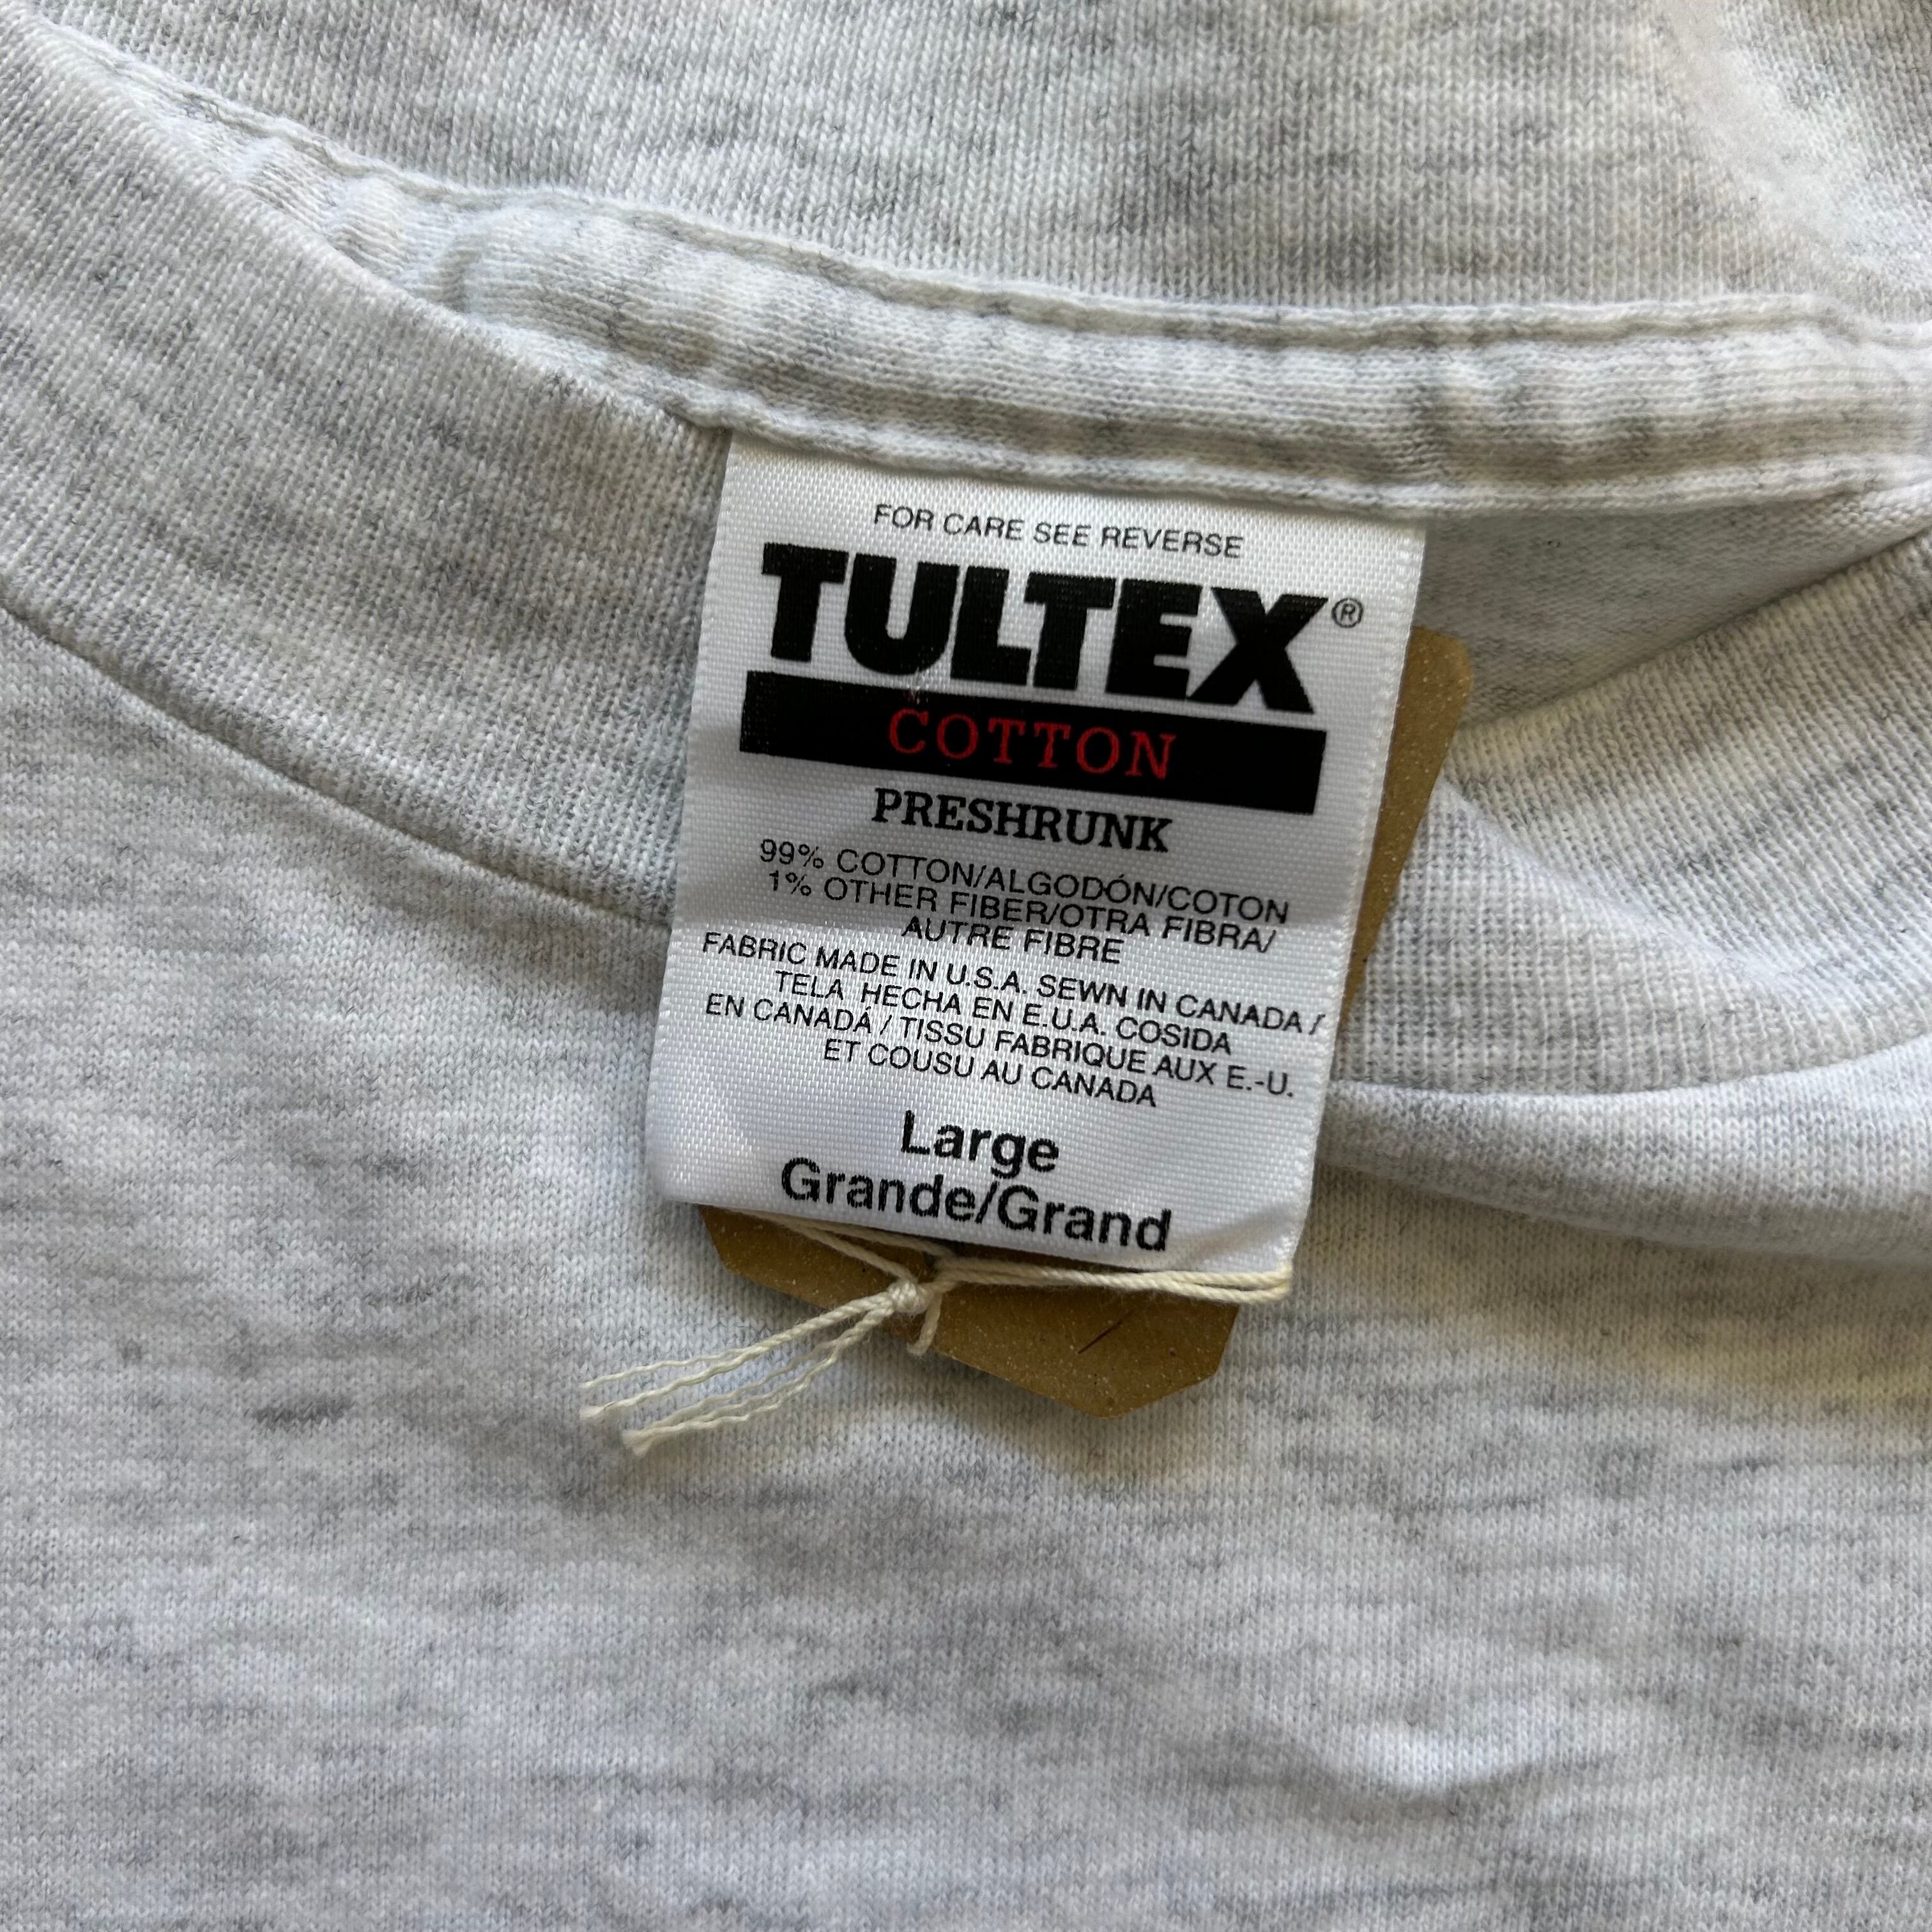 FOR CARE SEE REVERSE
TULTEX®
COTTON
PRESHRUNK
99% COTTON/ALGODÓN/COTON
1% OTHER FIBER/OTRA FIBRA/
AUTRE FIBRE
FABRIC MADE IN U.S.A. SEWN IN CANADA /
TELA HECHA EN E.U.A. COSIDA
EN CANADÁ / TISSU FABRIQUE AUX E.-U.
ET COUSU AU CANADA
Large
Grande/Grand